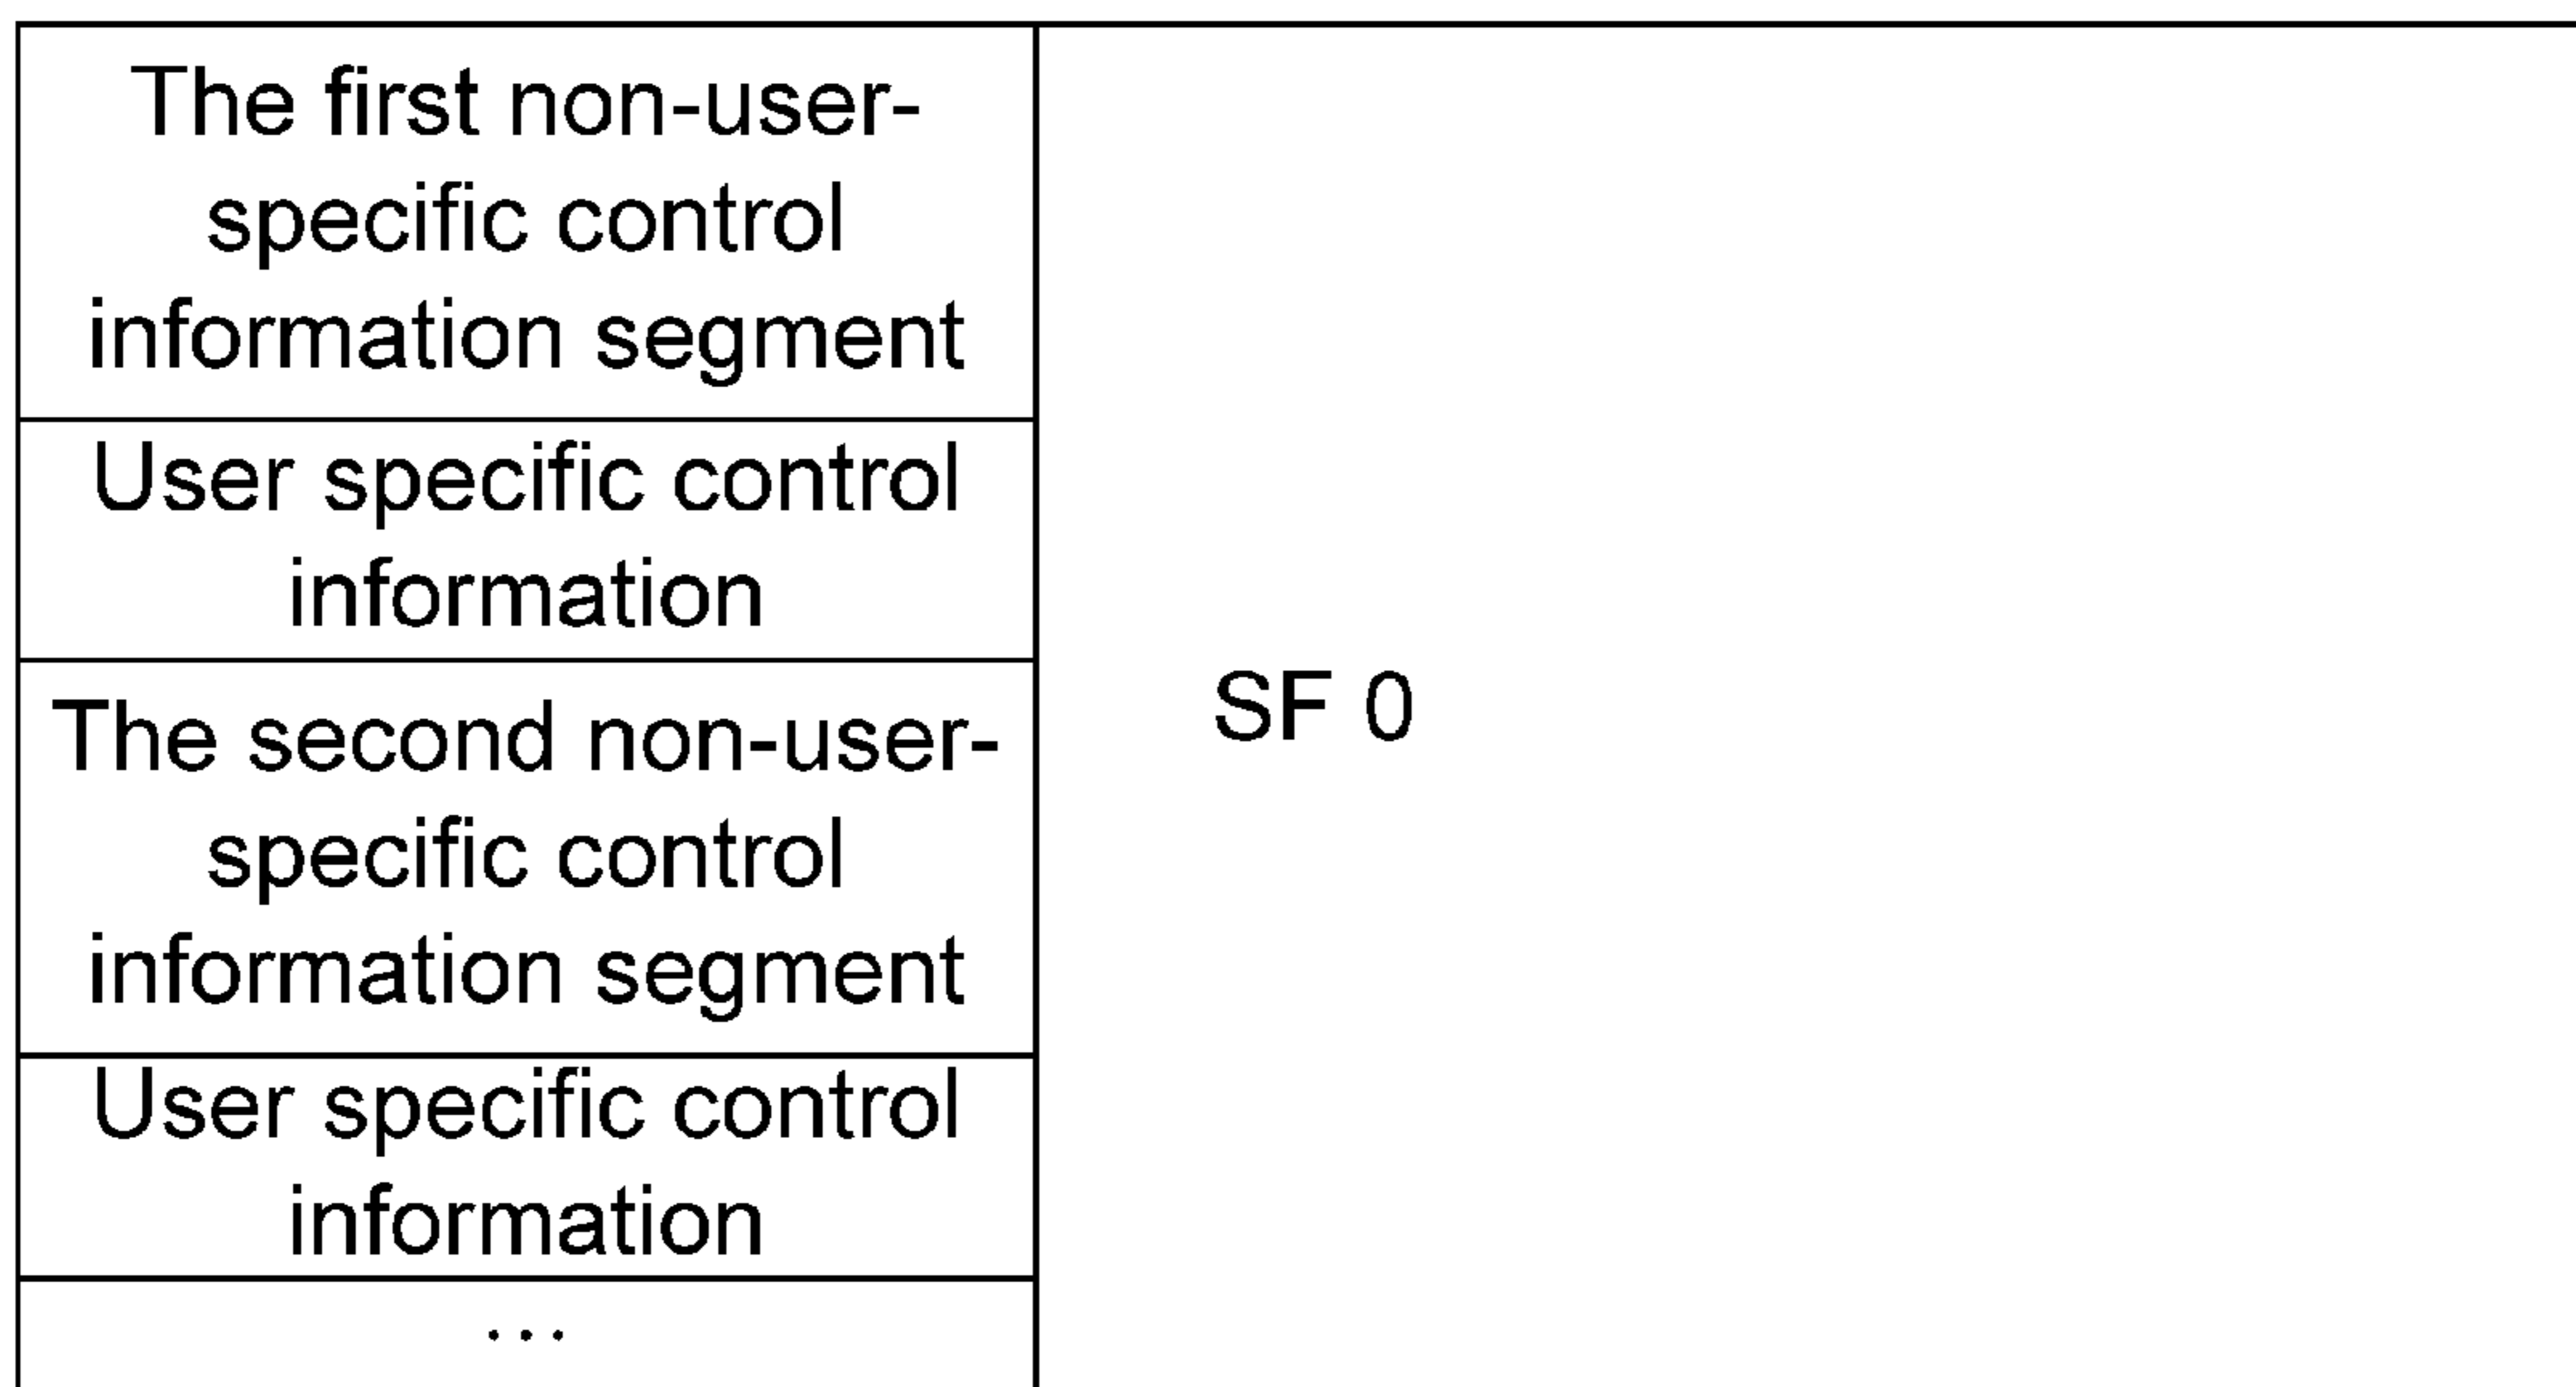 The first non-user-
specific control
information segment
User specific control
information
The second non-user-
specific control
information segment
User specific control
information
...
SF 0